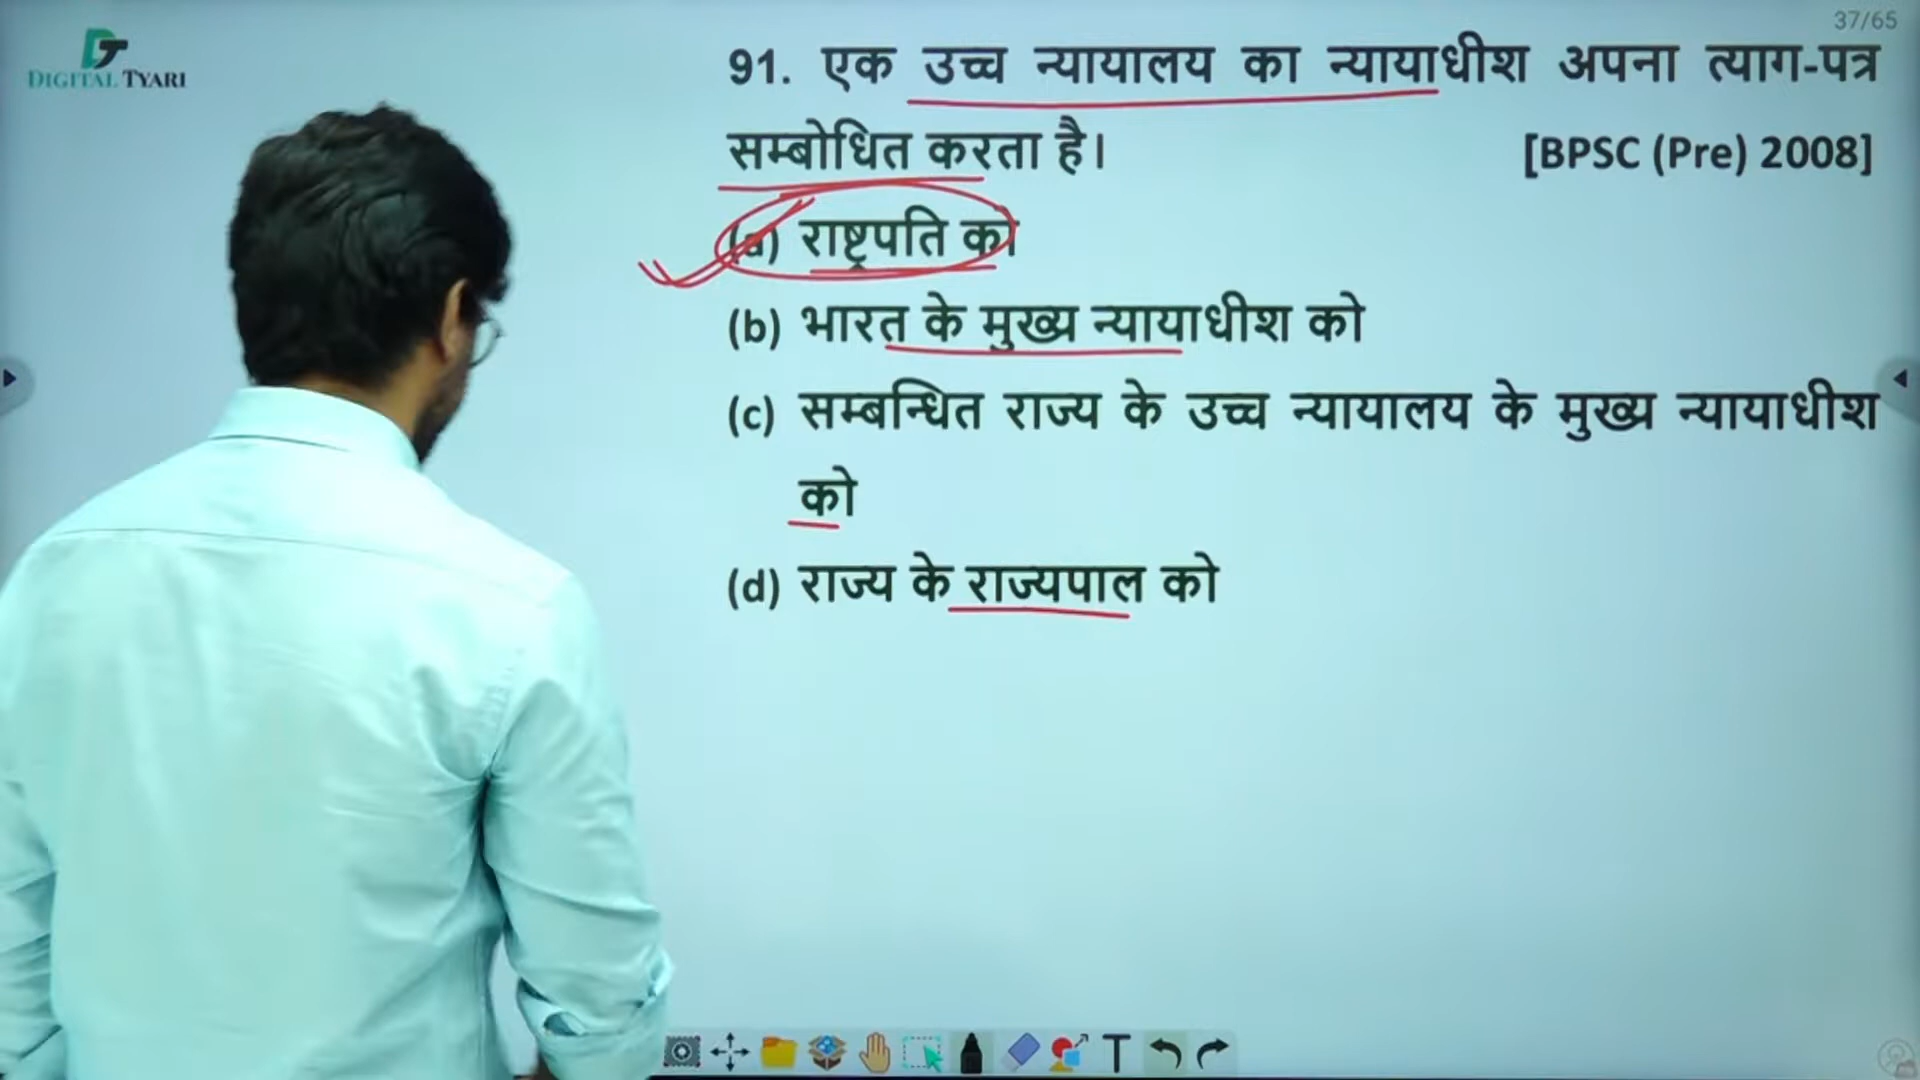 37/65
DIGITAL TYARI
91. एक उच्च न्यायालय का न्यायाधीश अपना त्याग-पत्र
सम्बोधित करता है। [BPSC (Pre) 2008]
(a) राष्ट्रपति को
(b) भारत के मुख्य न्यायाधीश को
(c) सम्बन्धित राज्य के उच्च न्यायालय के मुख्य न्यायाधीश
को
(d) राज्य के राज्यपाल को